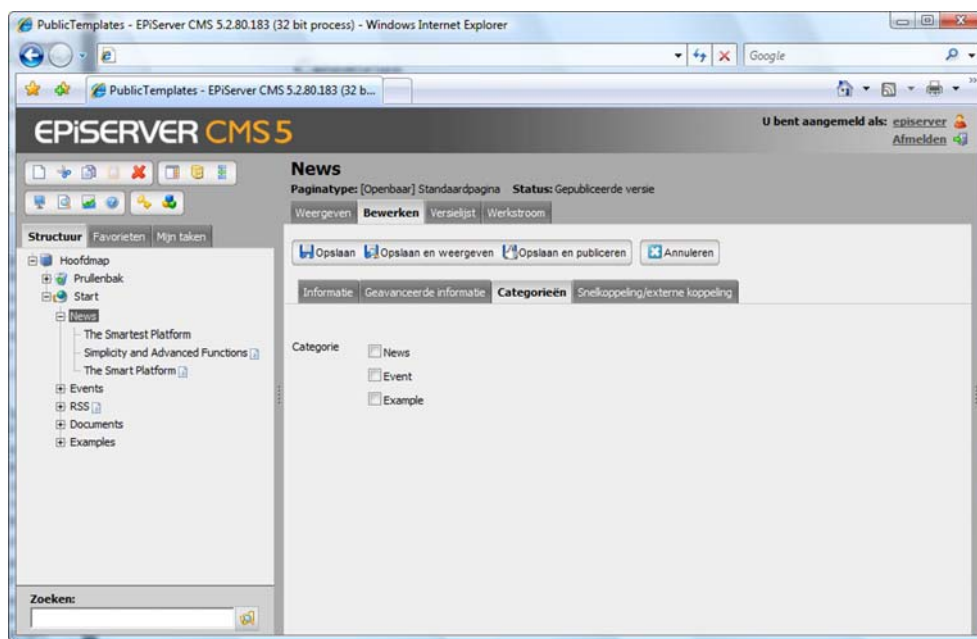 PublicTemplates - EPiServer CMS 5.2.80.183 (32 bit process) - Windows Internet Explorer
Google
PublicTemplates - EPiServer CMS 5.2.80.183 (32 b...
EPiSERVER CMS 5
U bent aangemeld als: episerver
Afmelden
News
Paginatype: [Openbaar] Standaardpagina Status: Gepubliceerde versie
Weergeven Bewerken Versielijst Werkstroom
Structuur Favorieten Mijn taken
Opslaan Opslaan en weergeven Opslaan en publiceren Annuleren
Informatie Geavanceerde informatie Categorieën Snelkoppeling/externe koppeling
Hoofdmap
Prullenbak
Start
News
The Smartest Platform
Simplicity and Advanced Functions
The Smart Platform
Events
RSS
Documents
Examples
Categorie
News
Event
Example
Zoeken: